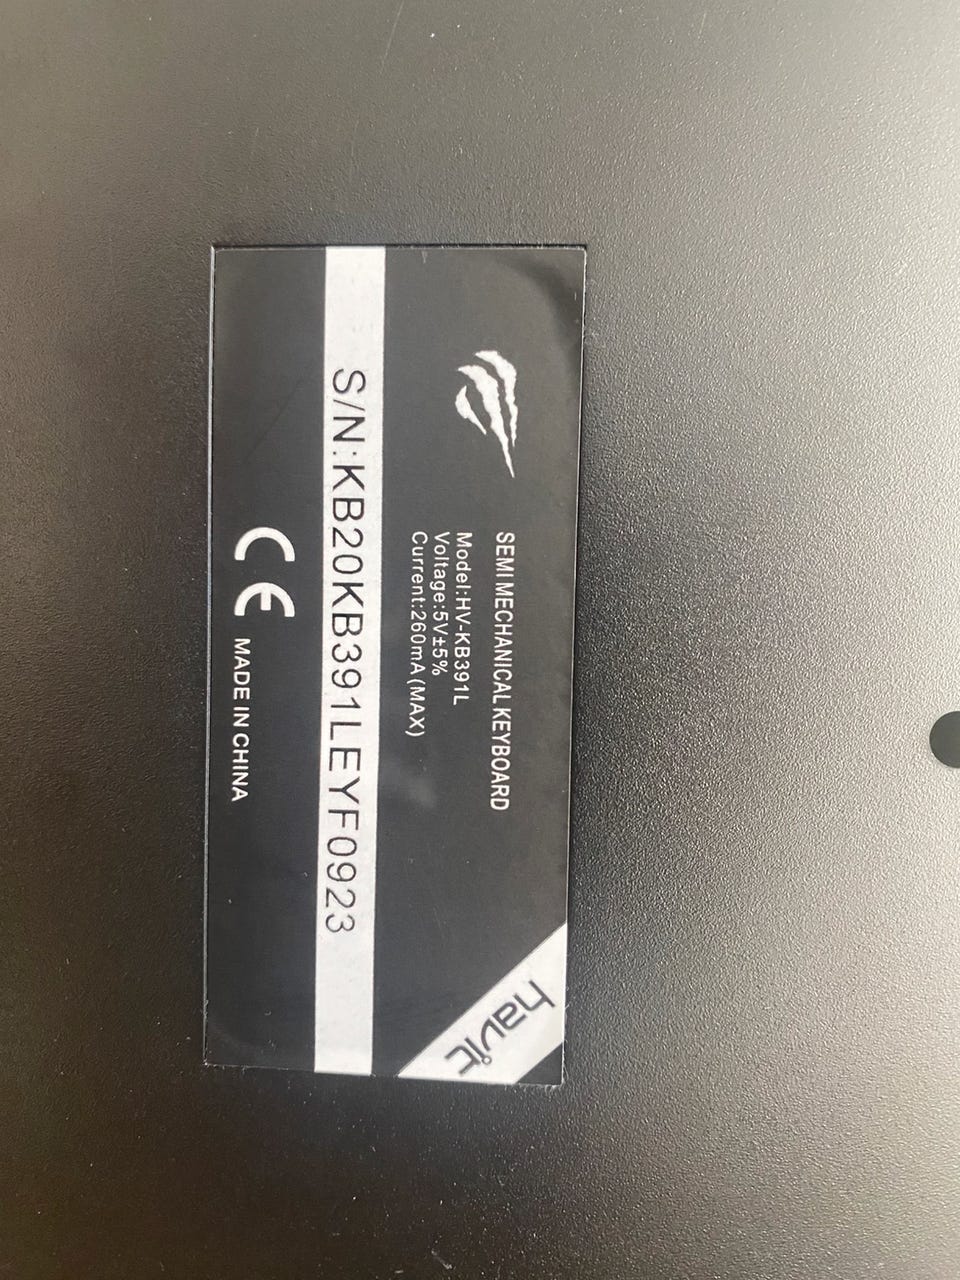 SEMI MECHANICAL KEYBOARD
Model:HV-KB391L
Voltage:5V±5%
Current:260mA (MAX)
S/N:KB20KB391LEYF0923
CE MADE IN CHINA
havit